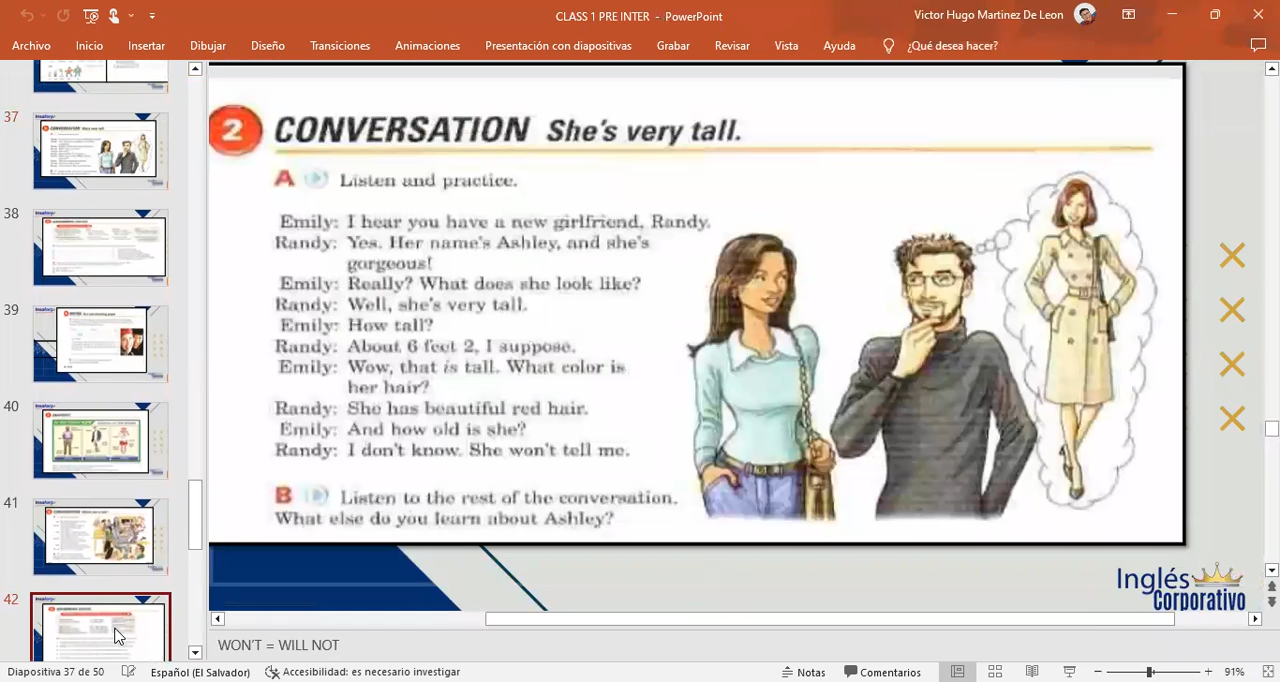 CLASS 1 PRE INTER - PowerPoint
Victor Hugo Martinez De Leon
Archivo Inicio Insertar Dibujar Diseño Transiciones Animaciones Presentación con diapositivas Grabar Revisar Vista Ayuda ¿Qué desea hacer?
37
38
39
40
41
42
2 CONVERSATION She's very tall.
A Listen and practice.
Emily: I hear you have a new girlfriend, Randy.
Randy: Yes. Her name's Ashley, and she's
gorgeous!
Emily: Really? What does she look like?
Randy: Well, she's very tall.
Emily: How tall?
Randy: About 6 feet 2, I suppose.
Emily: Wow, that is tall. What color is
her hair?
Randy: She has beautiful red hair.
Emily: And how old is she?
Randy: I don't know. She won't tell me.
B Listen to the rest of the conversation.
What else do you learn about Ashley?
Inglés
Corporativo
WON'T = WILL NOT
Diapositiva 37 de 50 Español (El Salvador) Accesibilidad: es necesario investigar Notas Comentarios 91%